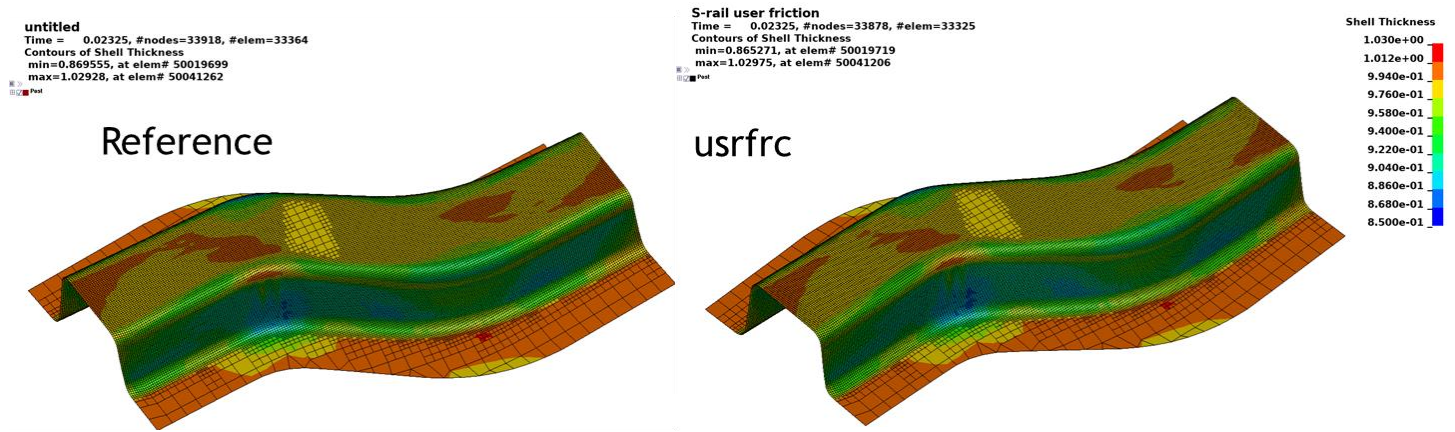 untitled
Time =      0.02325, #nodes=33918, #elem=33364
Contours of Shell Thickness
min=0.869555, at elem# 50019699
max=1.02928, at elem# 50041262
Post
Reference
S-rail user friction
Time =      0.02325, #nodes=33878, #elem=33325
Contours of Shell Thickness
min=0.865271, at elem# 50019719
max=1.02975, at elem# 50041206
Post
usrfrc
Shell Thickness
1.030e+00
1.012e+00
9.940e-01
9.760e-01
9.580e-01
9.400e-01
9.220e-01
9.040e-01
8.860e-01
8.680e-01
8.500e-01